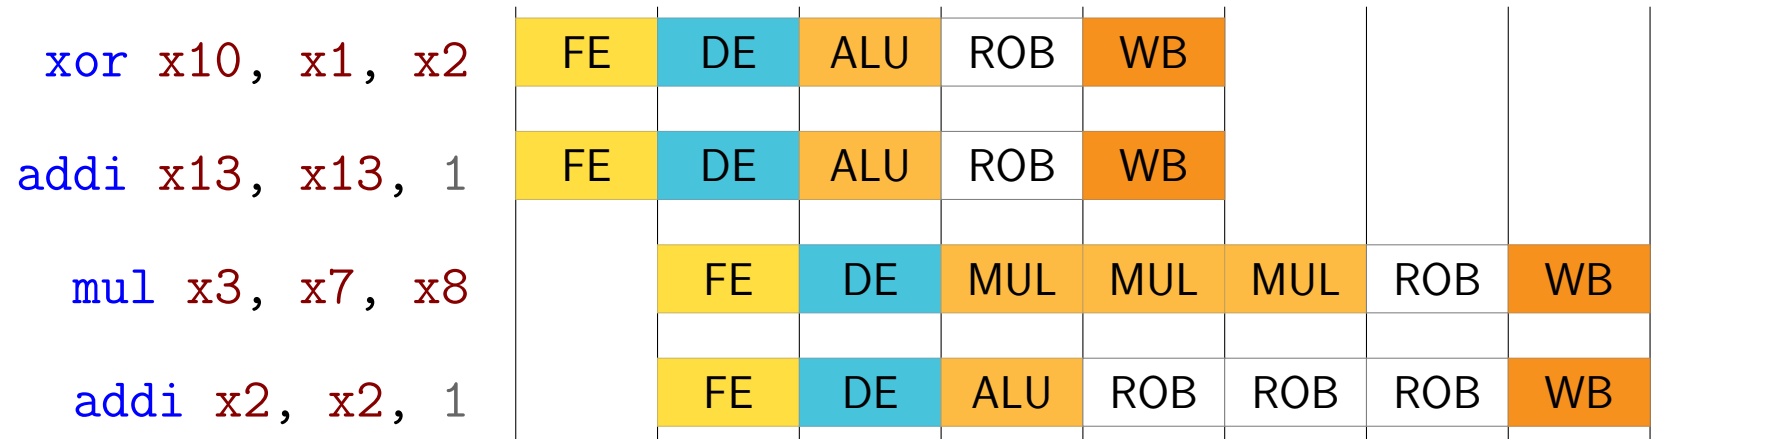 xor x10, x1, x2 FE DE ALU ROB WB
addi x13, x13, 1 FE DE ALU ROB WB
mul x3, x7, x8 FE DE MUL MUL MUL ROB WB
addi x2, x2, 1 FE DE ALU ROB ROB ROB WB